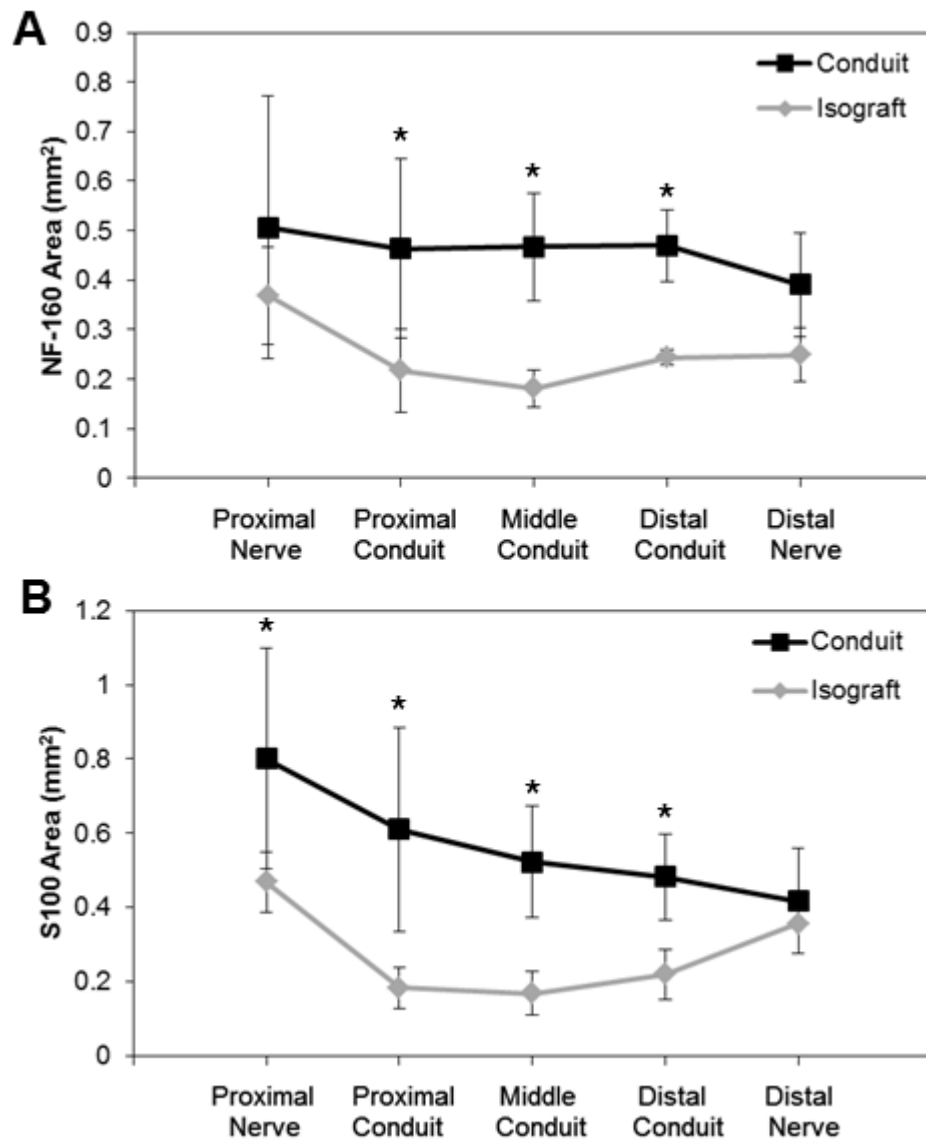 A
0.9
0.8
0.7
0.6
0.5
0.4
0.3
0.2
0.1
0
NF-160 Area (mm²)
Conduit
Isograft
*
*
*
Proximal Proximal Middle Distal Distal
Nerve Conduit Conduit Conduit Nerve
B
1.2
1
0.8
0.6
0.4
0.2
0
S100 Area (mm²)
Conduit
Isograft
*
*
*
*
Proximal Proximal Middle Distal Distal
Nerve Conduit Conduit Conduit Nerve